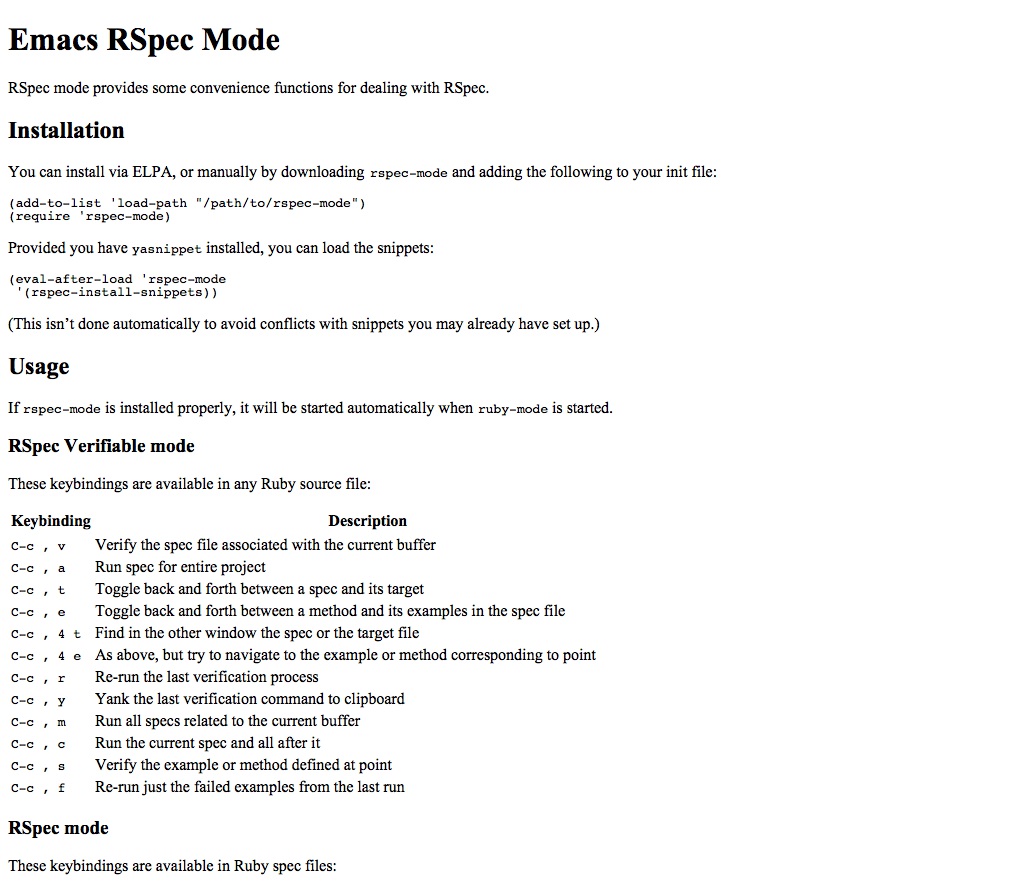 Emacs RSpec Mode
RSpec mode provides some convenience functions for dealing with RSpec.
Installation
You can install via ELPA, or manually by downloading rspec-mode and adding the following to your init file:
(add-to-list 'load-path "/path/to/rspec-mode")
(require 'rspec-mode)
Provided you have yasnippet installed, you can load the snippets:
(eval-after-load 'rspec-mode
 '(rspec-install-snippets))
(This isn’t done automatically to avoid conflicts with snippets you may already have set up.)
Usage
If rspec-mode is installed properly, it will be started automatically when ruby-mode is started.
RSpec Verifiable mode
These keybindings are available in any Ruby source file:
Keybinding Description
C-c , v Verify the spec file associated with the current buffer
C-c , a Run spec for entire project
C-c , t Toggle back and forth between a spec and its target
C-c , e Toggle back and forth between a method and its examples in the spec file
C-c , 4 t Find in the other window the spec or the target file
C-c , 4 e As above, but try to navigate to the example or method corresponding to point
C-c , r Re-run the last verification process
C-c , y Yank the last verification command to clipboard
C-c , m Run all specs related to the current buffer
C-c , c Run the current spec and all after it
C-c , s Verify the example or method defined at point
C-c , f Re-run just the failed examples from the last run
RSpec mode
These keybindings are available in Ruby spec files: